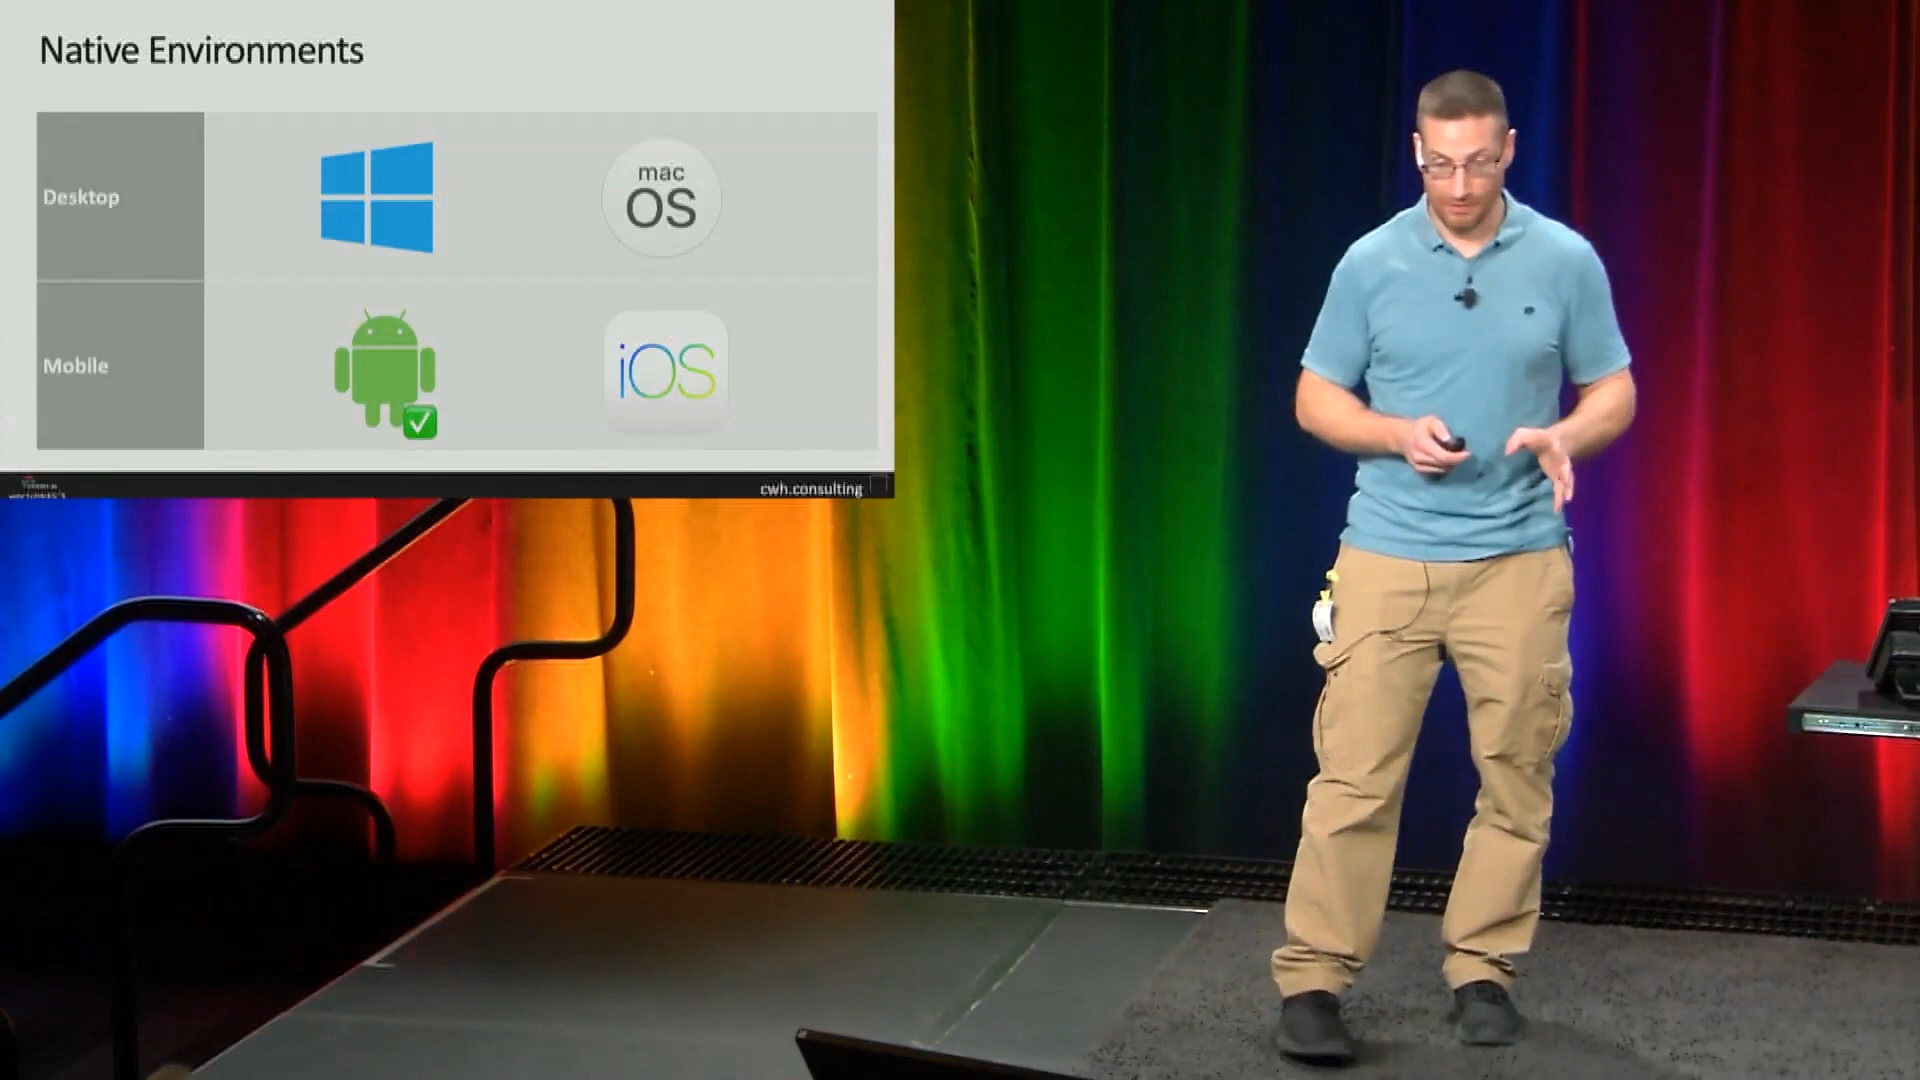 Native Environments
Desktop
mac
OS
Mobile
iOS
cwh.consulting